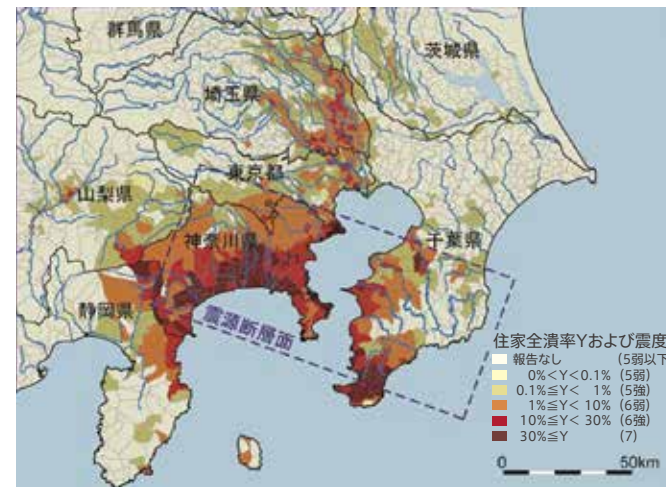 群馬県
茨城県
埼玉県
東京都
山梨県
神奈川県
千葉県
静岡県
震源断層面
住家全潰率Yおよび震度
報告なし (5弱以下)
0%<Y<0.1% (5弱)
0.1%≦Y< 1% (5強)
1%≦Y< 10% (6弱)
10%≦Y< 30% (6強)
30%≦Y (7)
0 50km